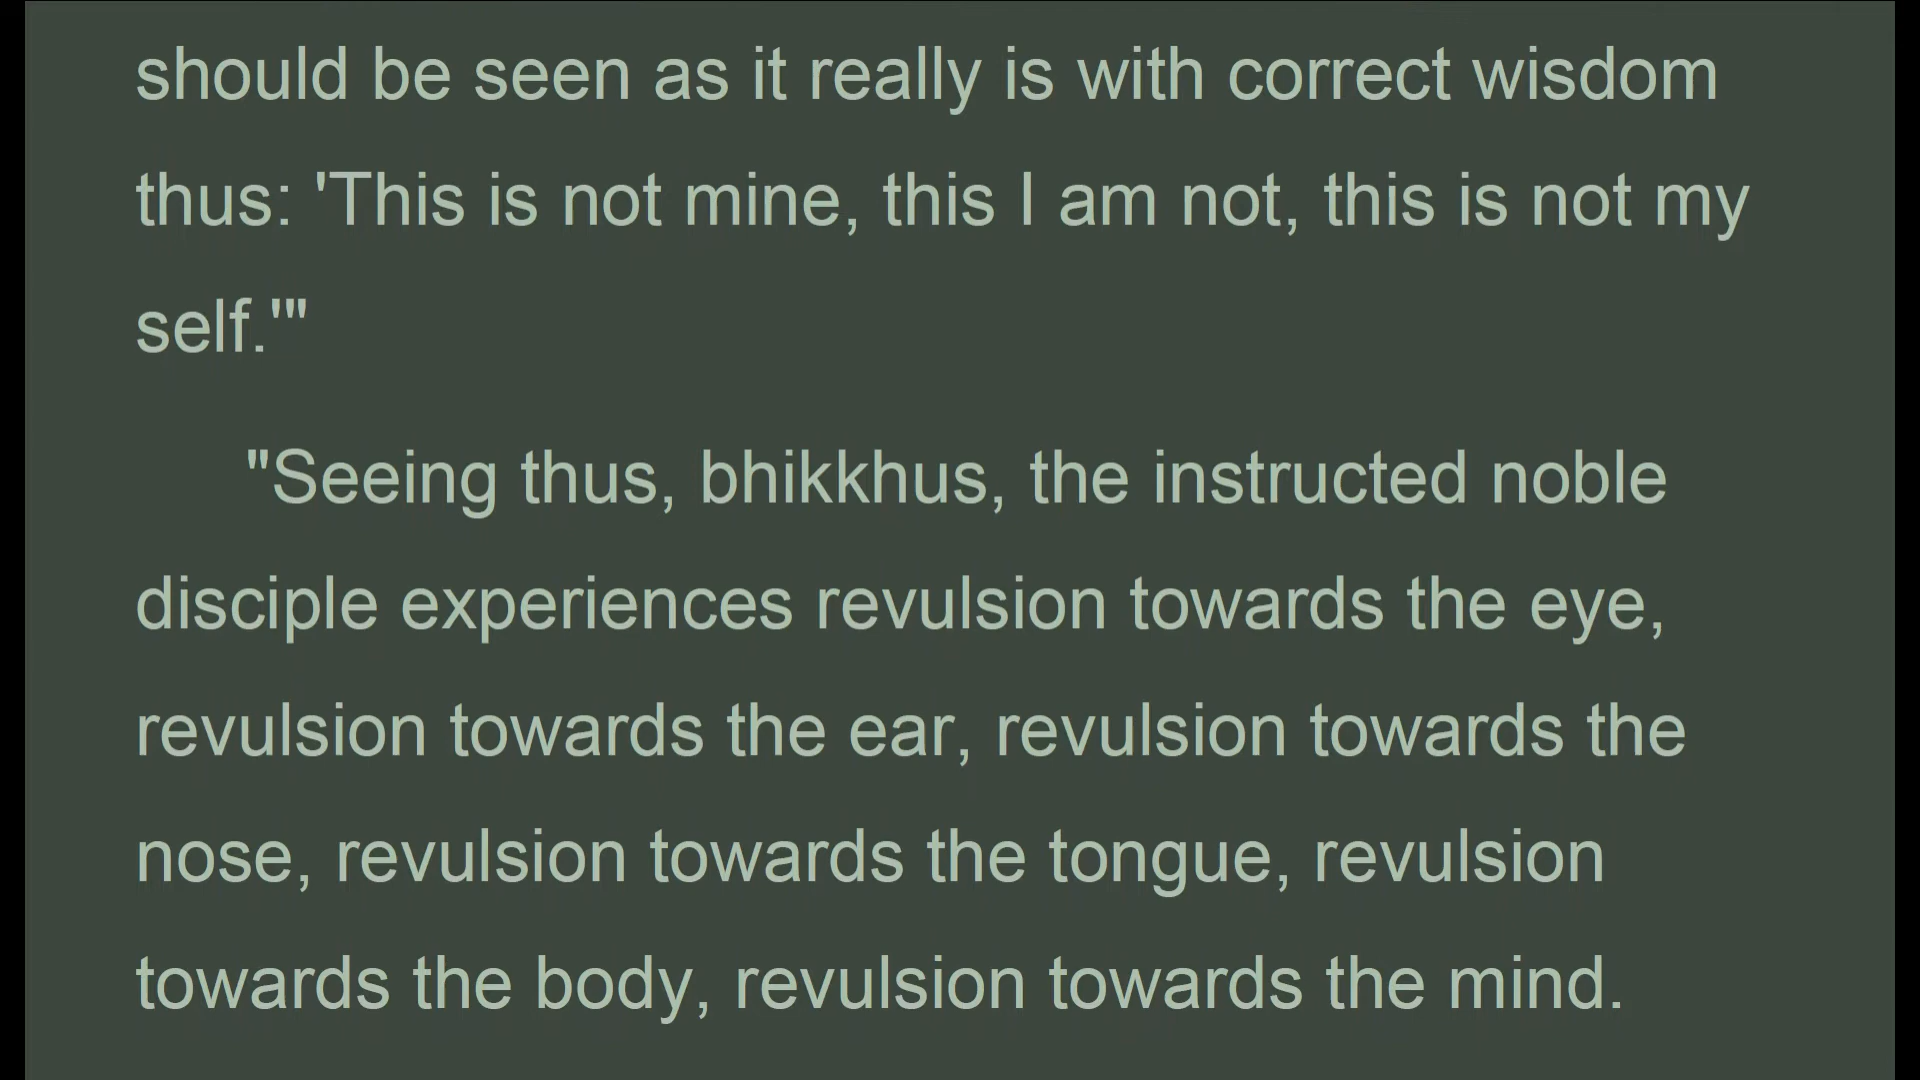 should be seen as it really is with correct wisdom
thus: 'This is not mine, this I am not, this is not my
self.'"
"Seeing thus, bhikkhus, the instructed noble
disciple experiences revulsion towards the eye,
revulsion towards the ear, revulsion towards the
nose, revulsion towards the tongue, revulsion
towards the body, revulsion towards the mind.